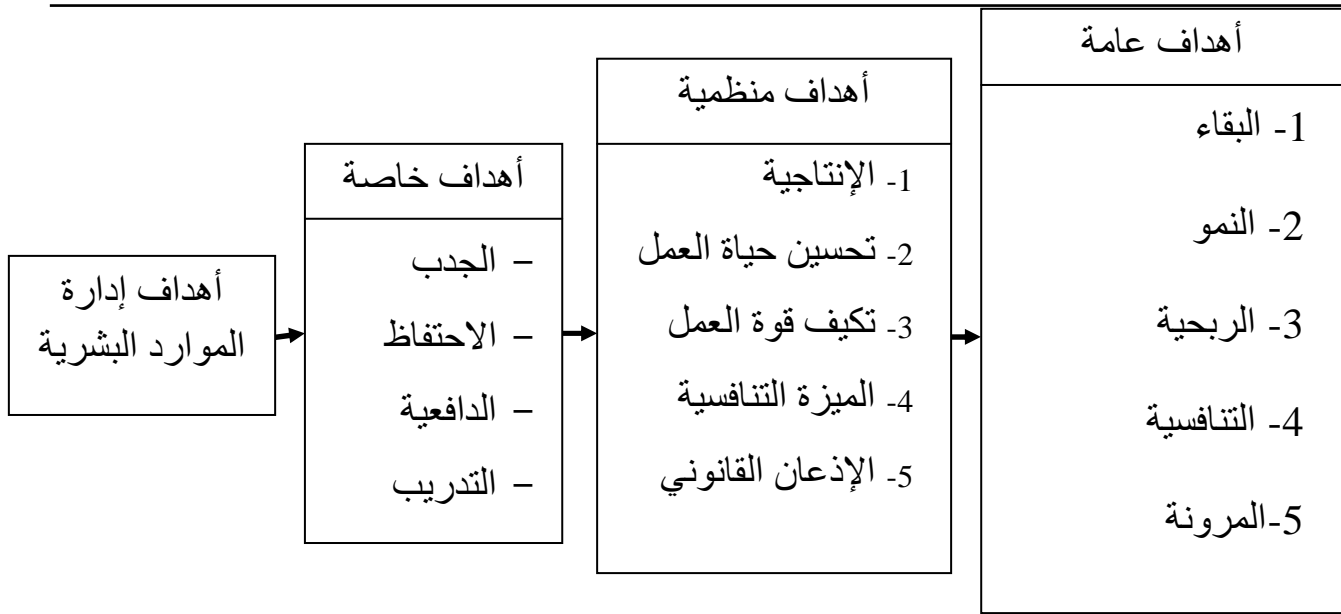 أهداف عامة
1- البقاء
2- النمو
3- الربحية
4- التنافسية
5-المرونة
أهداف منظمية
1- الإنتاجية
2- تحسين حياة العمل
3- تكيف قوة العمل
4- الميزة التنافسية
5- الإذعان القانوني
أهداف خاصة
– الجدب
– الاحتفاظ
– الدافعية
– التدريب
أهداف إدارة
الموارد البشرية